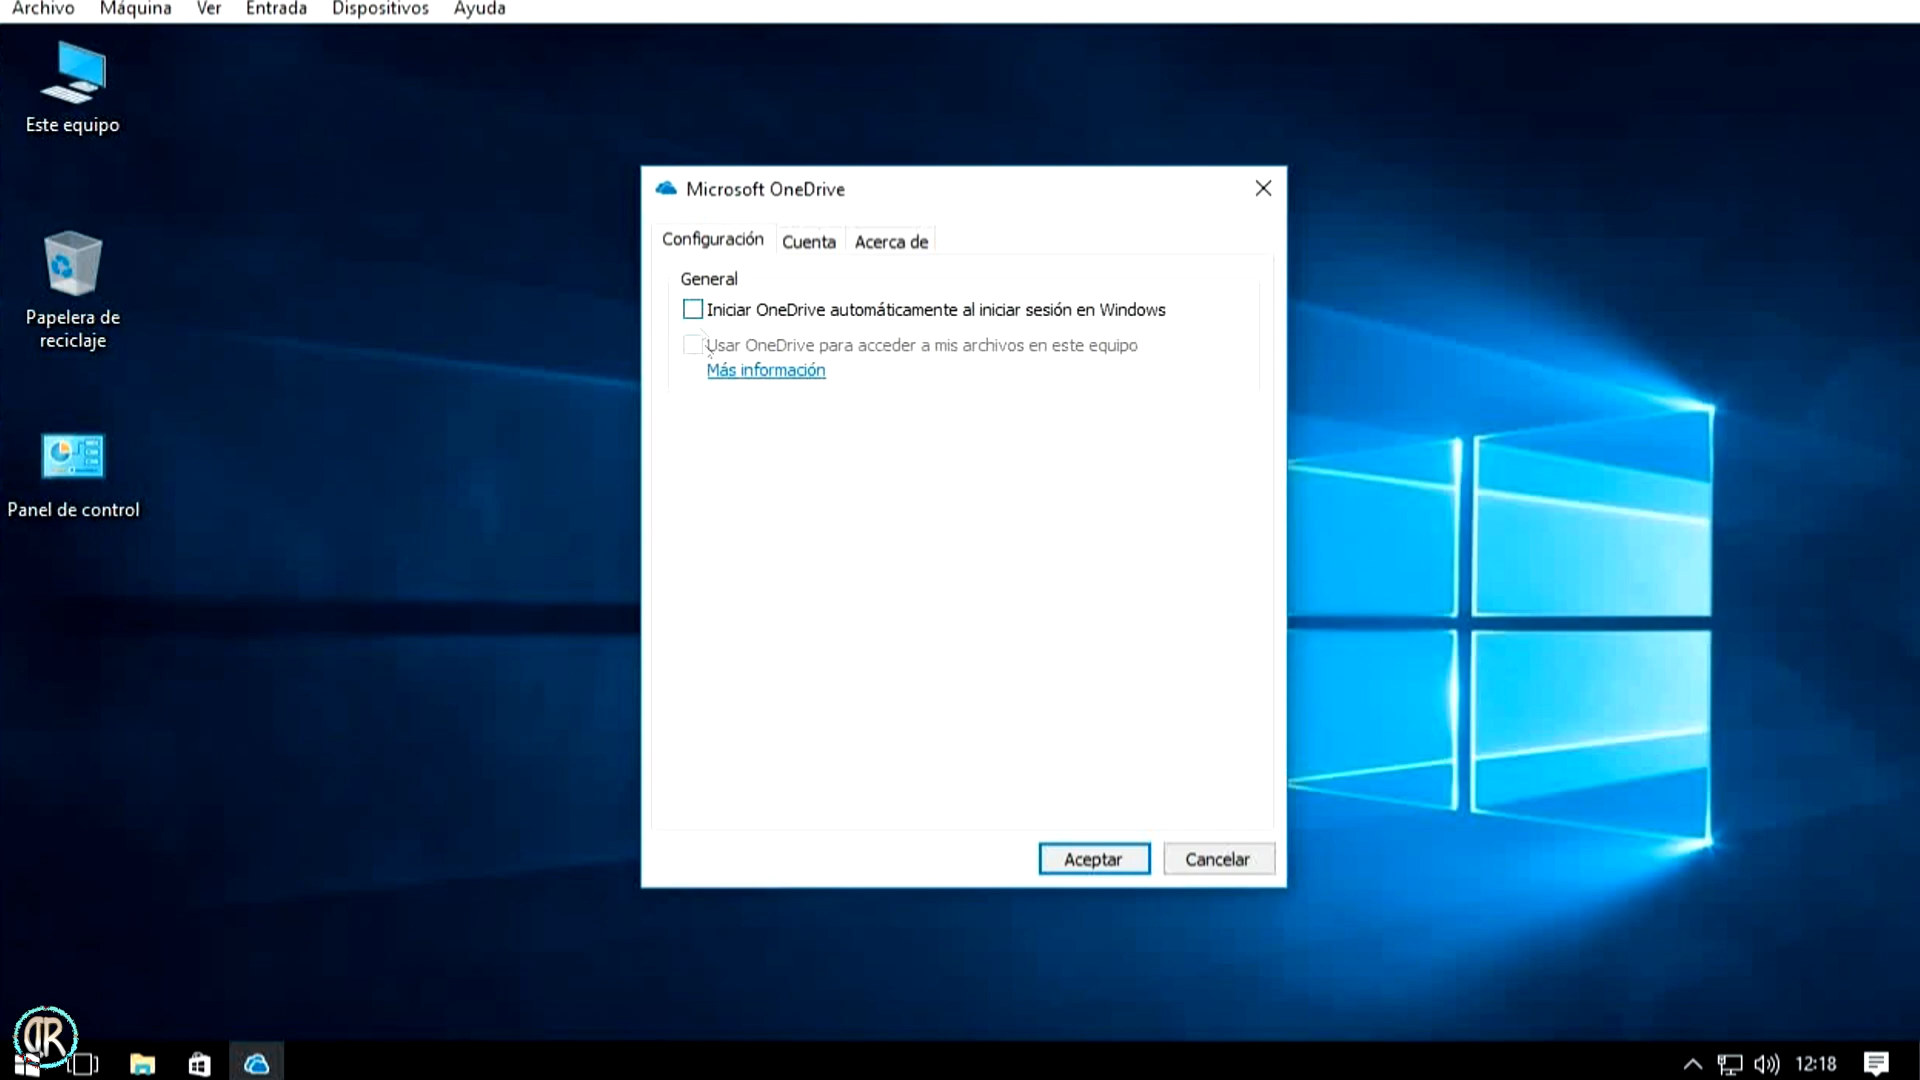 Archivo Máquina Ver Entrada Dispositivos Ayuda
Este equipo
Papelera de
reciclaje
Panel de control
Microsoft OneDrive
Configuración Cuenta Acerca de
General
Iniciar OneDrive automáticamente al iniciar sesión en Windows
Usar OneDrive para acceder a mis archivos en este equipo
Más información
Aceptar Cancelar
DR
12:18